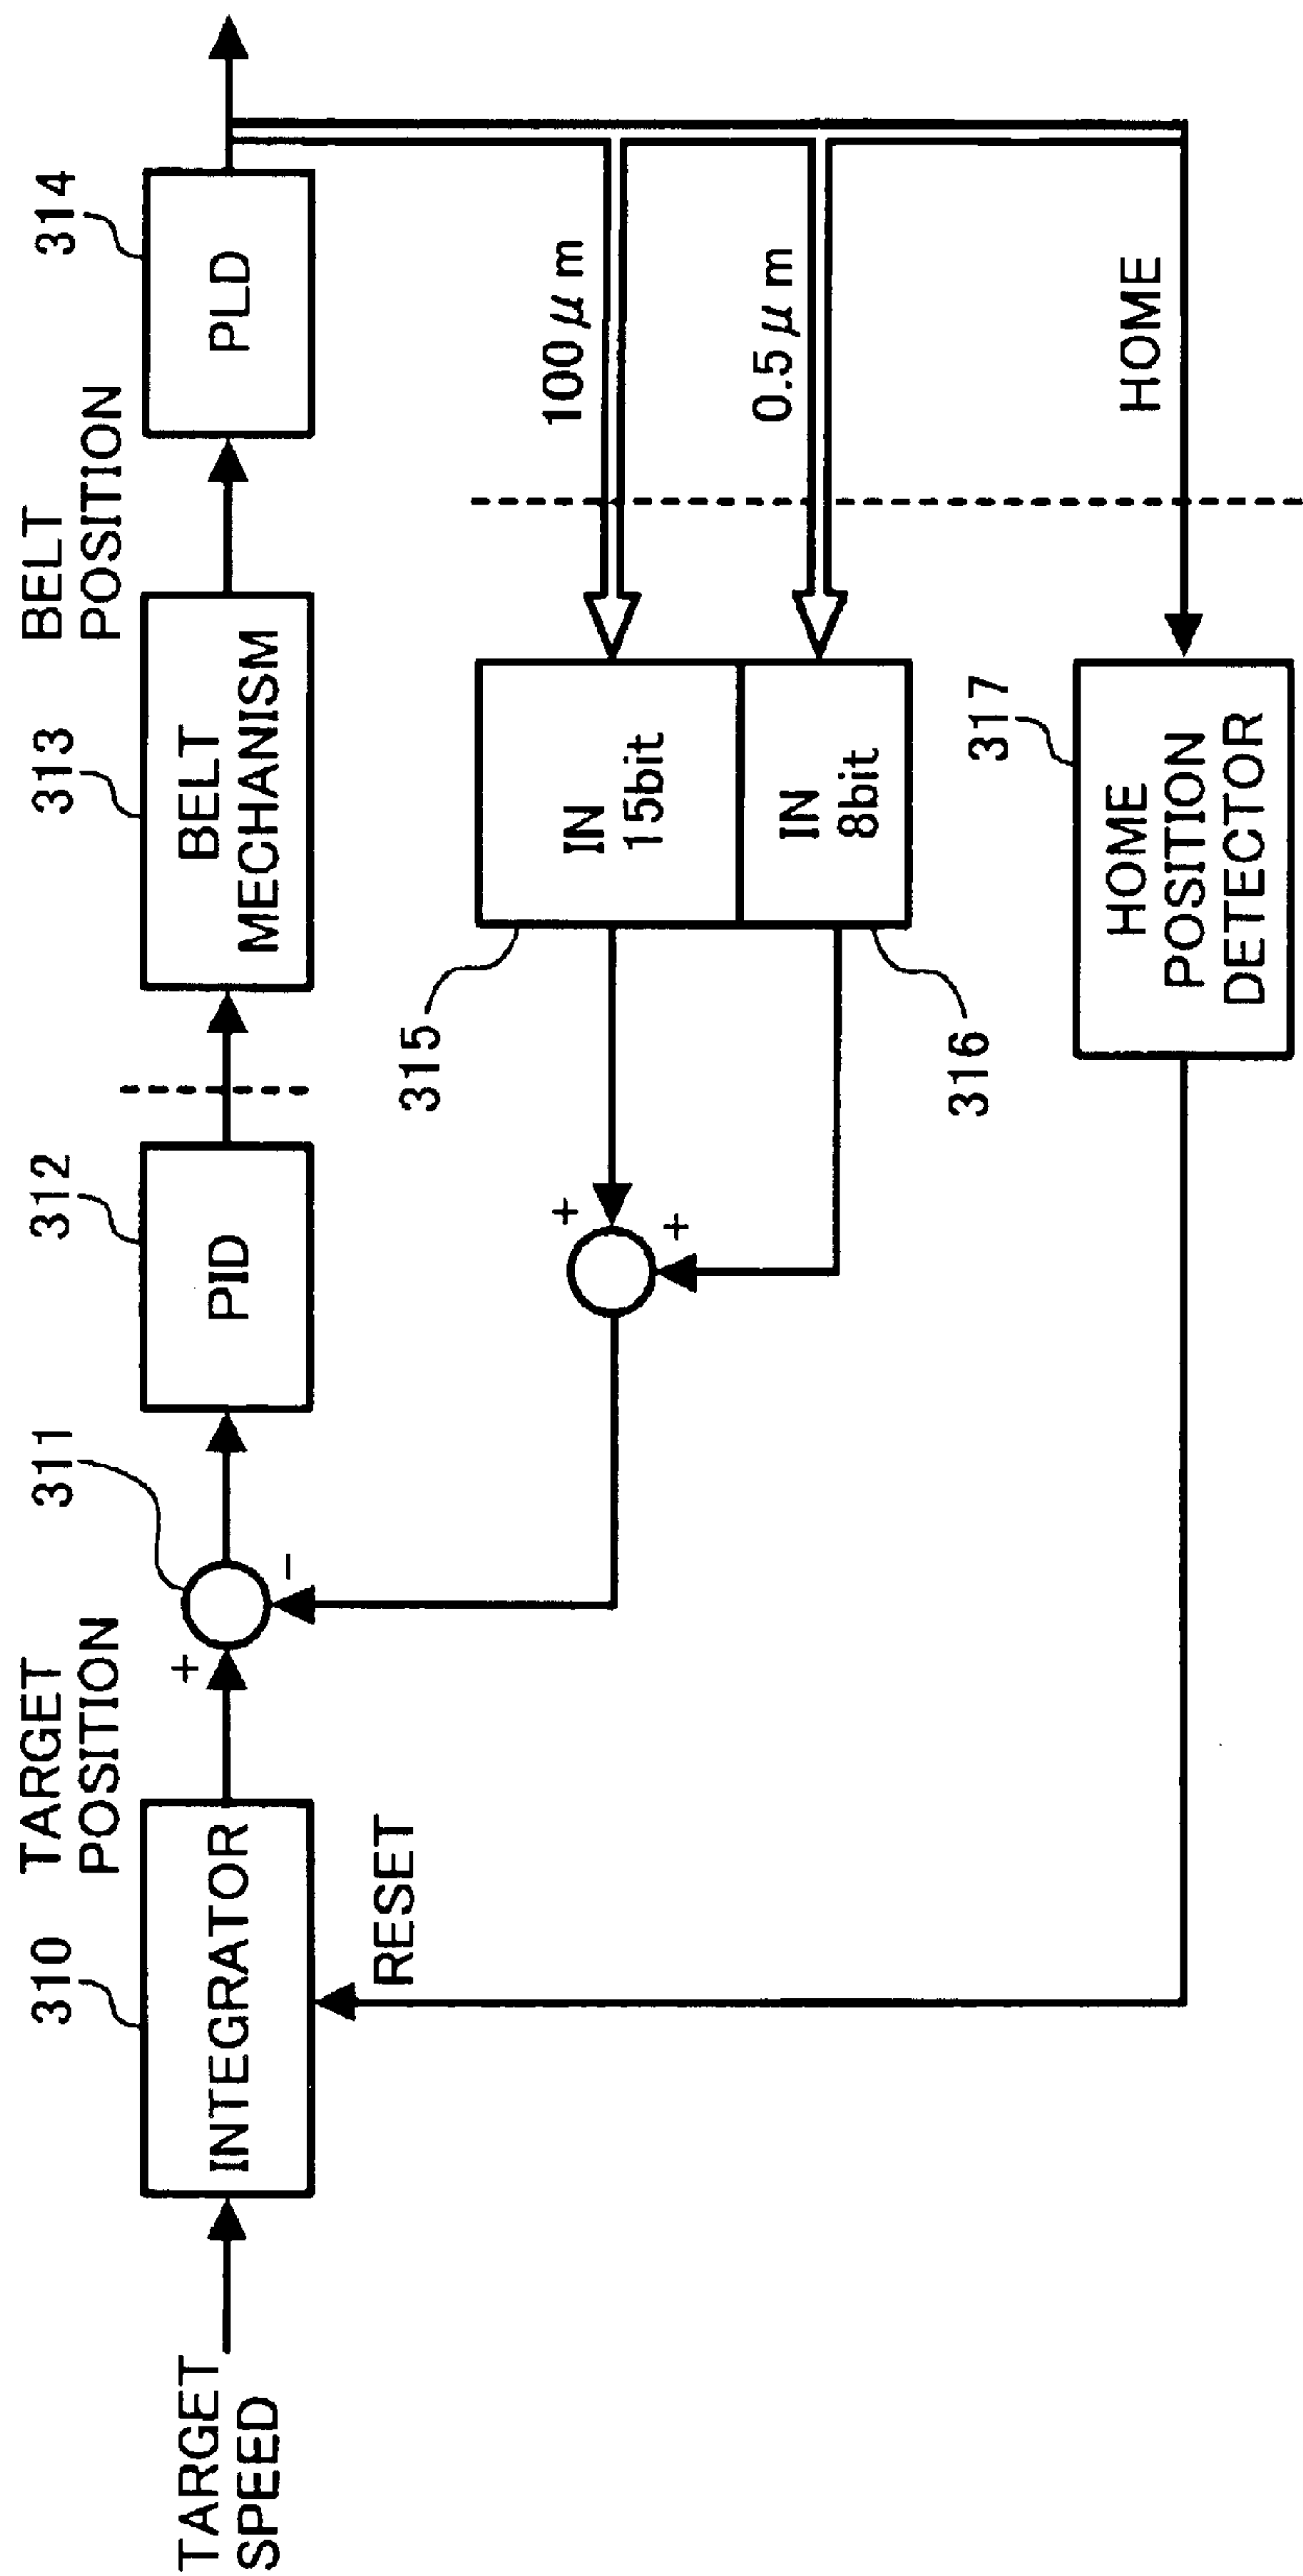 TARGET
SPEED
310
INTEGRATOR
RESET
TARGET
POSITION
+
−
311
312
PID
313
BELT
MECHANISM
BELT
POSITION
314
PLD
+
+
315
IN
15bit
100μm
316
IN
8bit
0.5μm
317
HOME
POSITION
DETECTOR
HOME